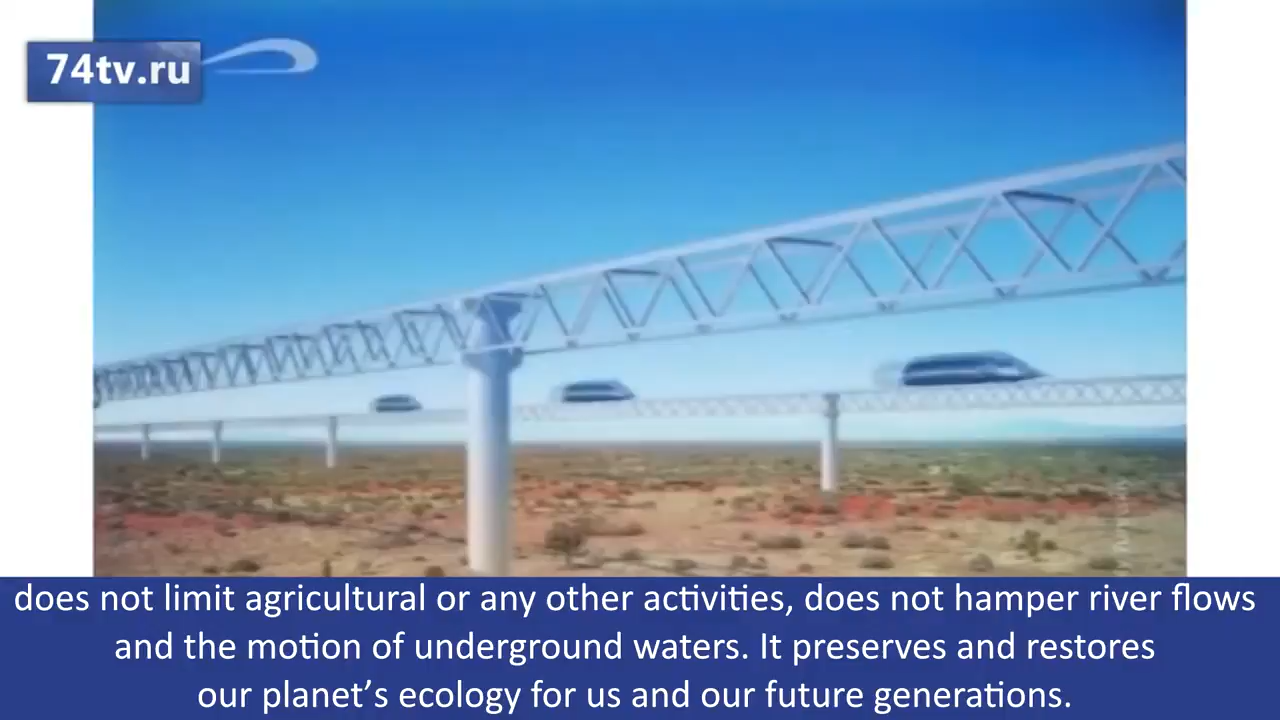 74tv.ru
does not limit agricultural or any other activities, does not hamper river flows
and the motion of underground waters. It preserves and restores
our planet's ecology for us and our future generations.